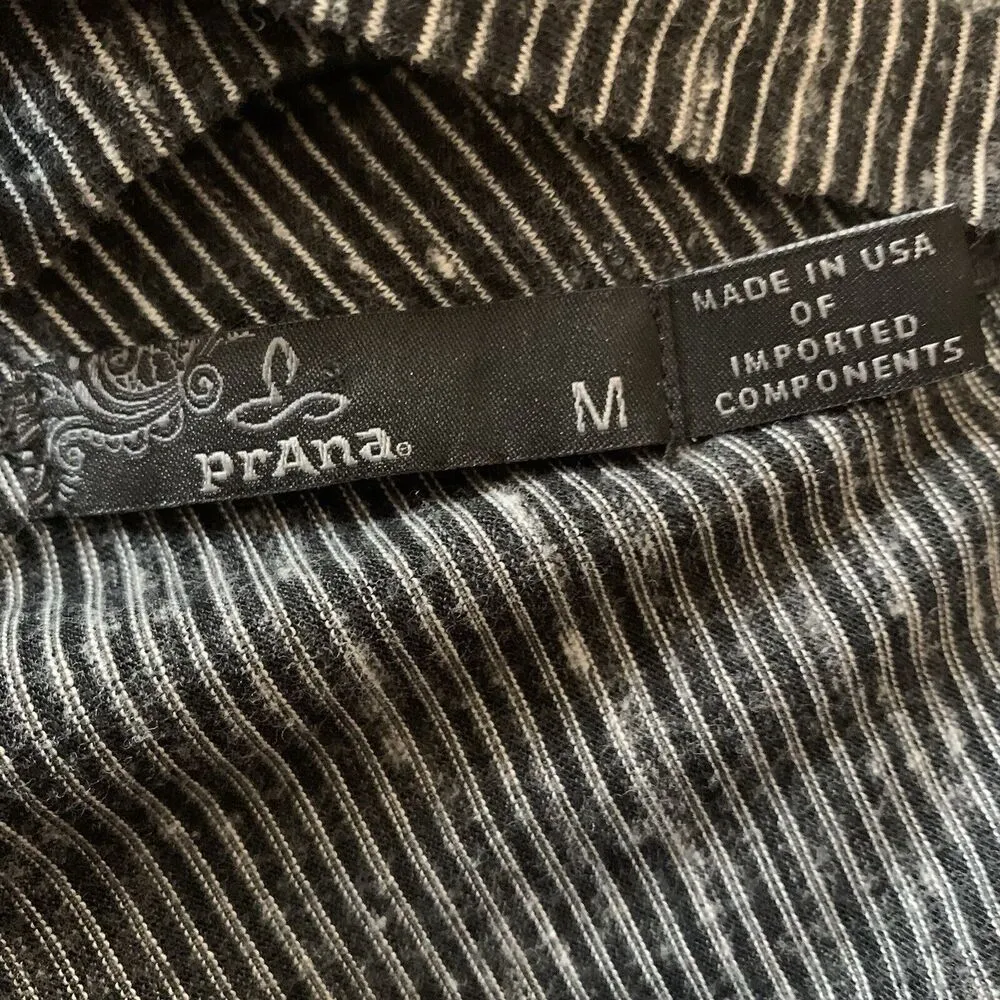 prAna®
M
MADE IN USA
OF
IMPORTED
COMPONENTS